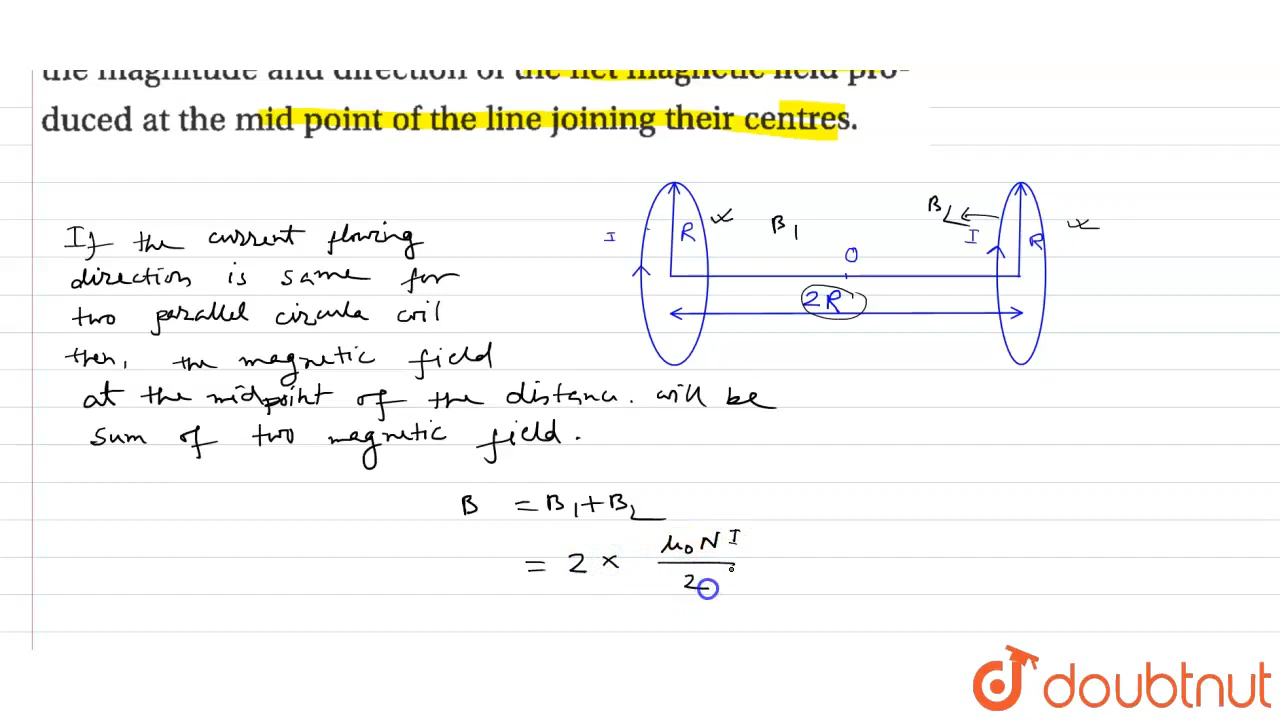 the magnitude and direction of the net magnetic field pro-
duced at the mid point of the line joining their centres.
If the current flowing
direction is same for
two parallel circula coil
then, the magnetic field
at the midpoint of the distance. will be
sum of two magnetic field.
I R B1 O 2R B2 I R
B = B1 + B2
= 2 × μ0 N I
2
doubtnut